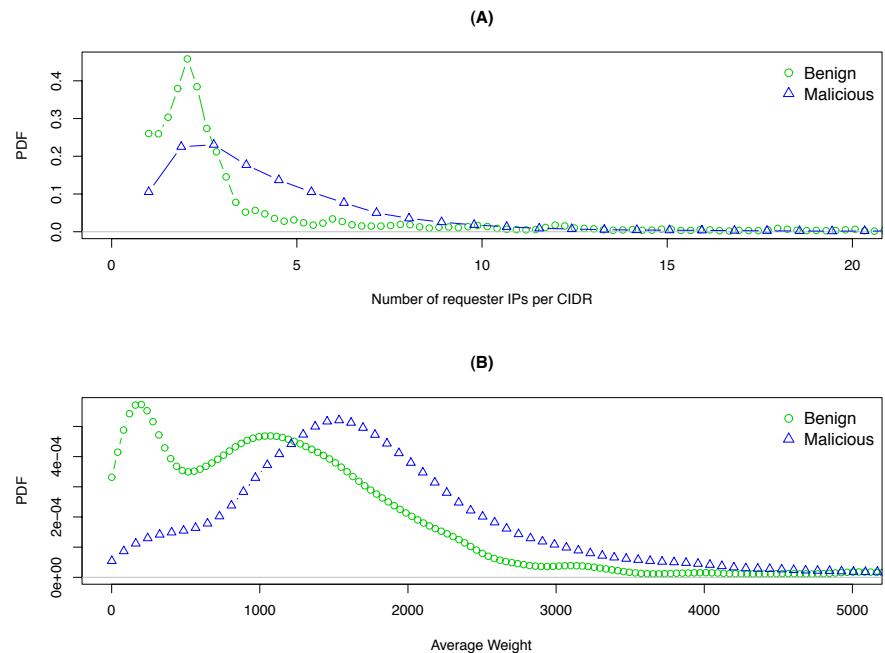 (A)
PDF
0.0 0.1 0.2 0.3 0.4
Benign
Malicious
0 5 10 15 20
Number of requester IPs per CIDR
(B)
PDF
0e+00 2e-04 4e-04
Benign
Malicious
0 1000 2000 3000 4000 5000
Average Weight